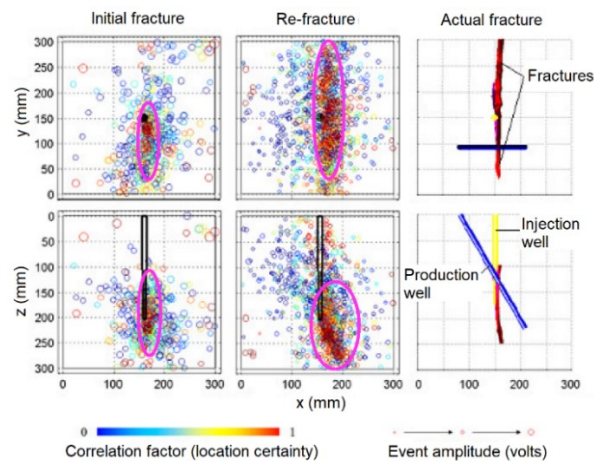 Initial fracture
Re-fracture
Actual fracture
300
250
200
150
100
50
0
y (mm)
Fractures
0
50
100
150
200
250
300
z (mm)
Injection
well
Production
well
0 100 200 300
0 100 200 300
0 100 200 300
x (mm)
0
1
Correlation factor (location certainty)
Event amplitude (volts)